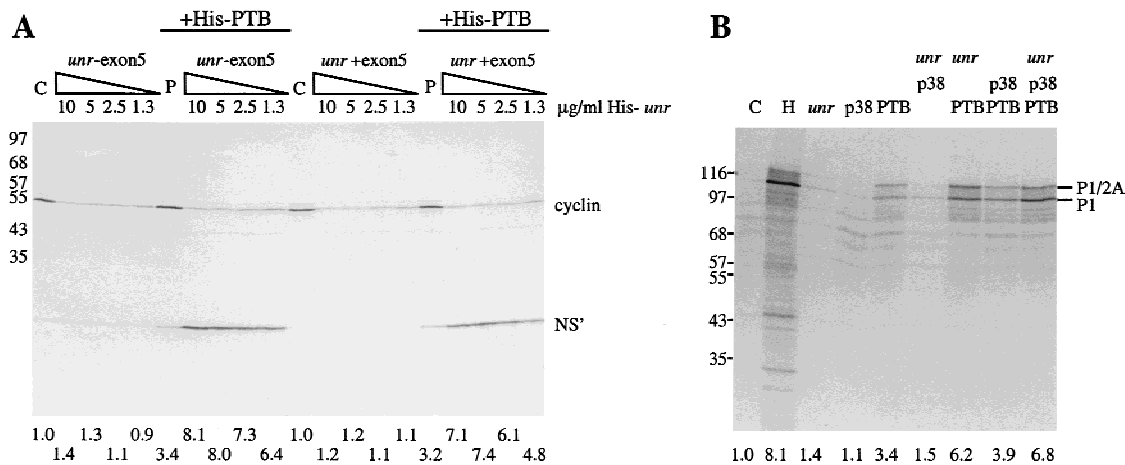 A
+His-PTB +His-PTB
unr-exon5 unr-exon5 unr +exon5 unr +exon5
C P C P
10 5 2.5 1.3 10 5 2.5 1.3 10 5 2.5 1.3 10 5 2.5 1.3 µg/ml His- unr
97
68
57
55
43
35
cyclin
NS'
1.0 1.3 0.9 8.1 7.3 1.0 1.2 1.1 7.1 6.1
1.4 1.1 3.4 8.0 6.4 1.2 1.1 3.2 7.4 4.8
B
unr unr unr
p38 p38 p38
C H unr p38 PTB PTB PTB PTB
116
97
68
57
55
43
35
P1/2A
P1
1.0 8.1 1.4 1.1 3.4 1.5 6.2 3.9 6.8